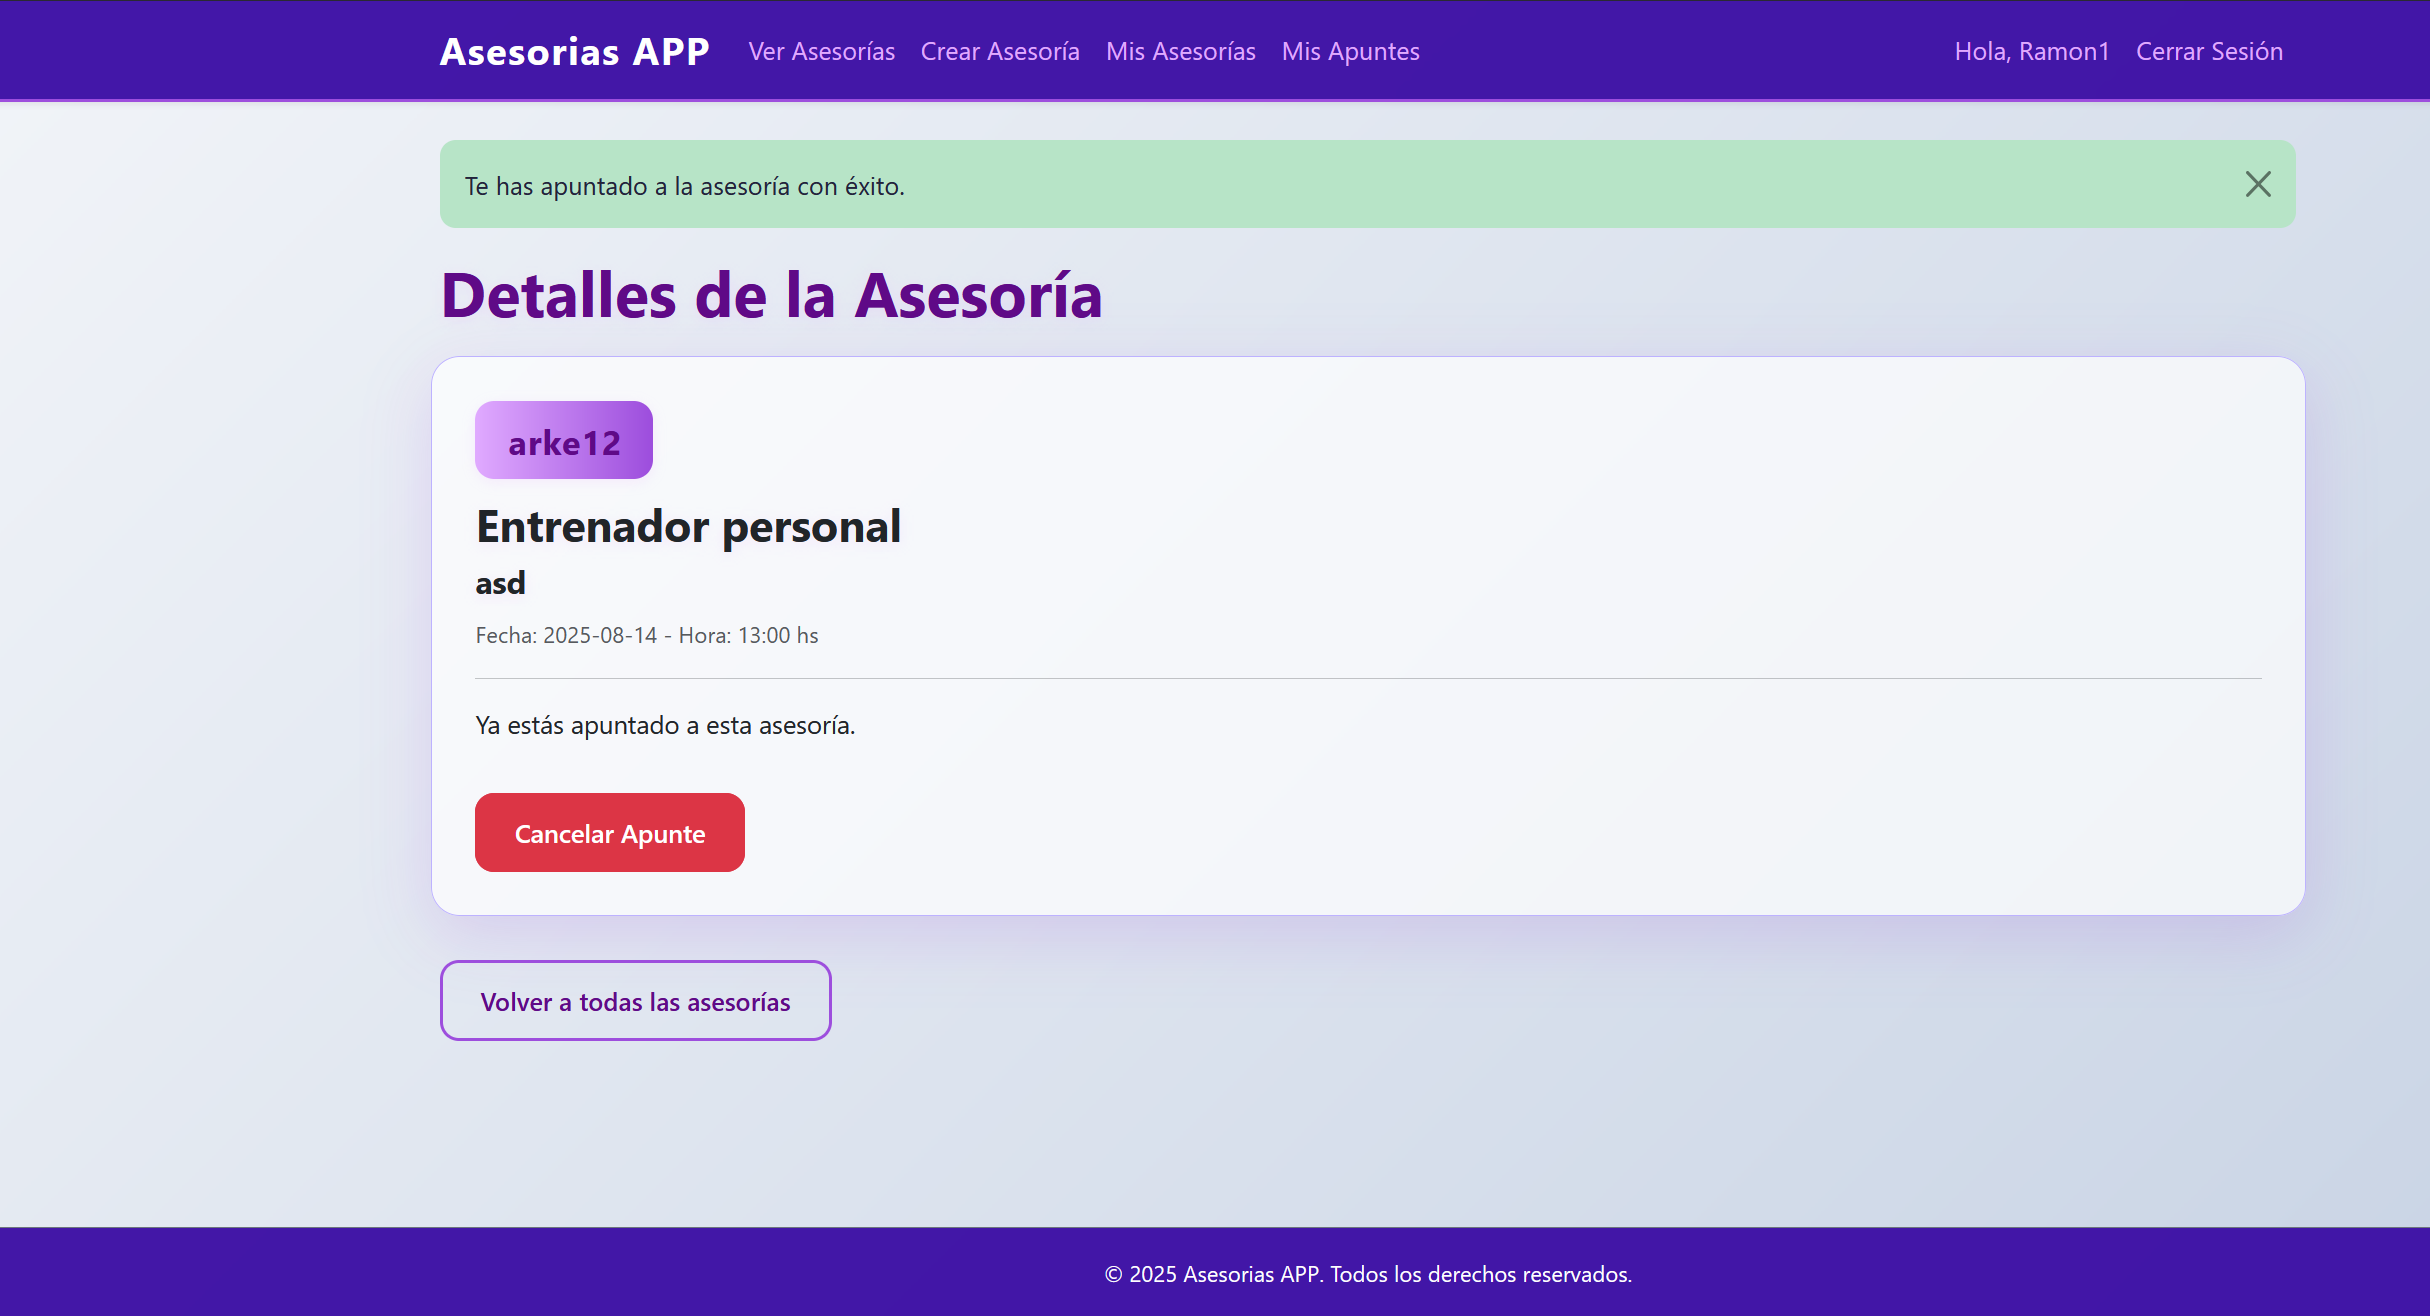 Asesorias APP Ver Asesorías Crear Asesoría Mis Asesorías Mis Apuntes Hola, Ramon1 Cerrar Sesión
Te has apuntado a la asesoría con éxito.
Detalles de la Asesoría
arke12
Entrenador personal
asd
Fecha: 2025-08-14 - Hora: 13:00 hs
Ya estás apuntado a esta asesoría.
Cancelar Apunte
Volver a todas las asesorías
© 2025 Asesorias APP. Todos los derechos reservados.